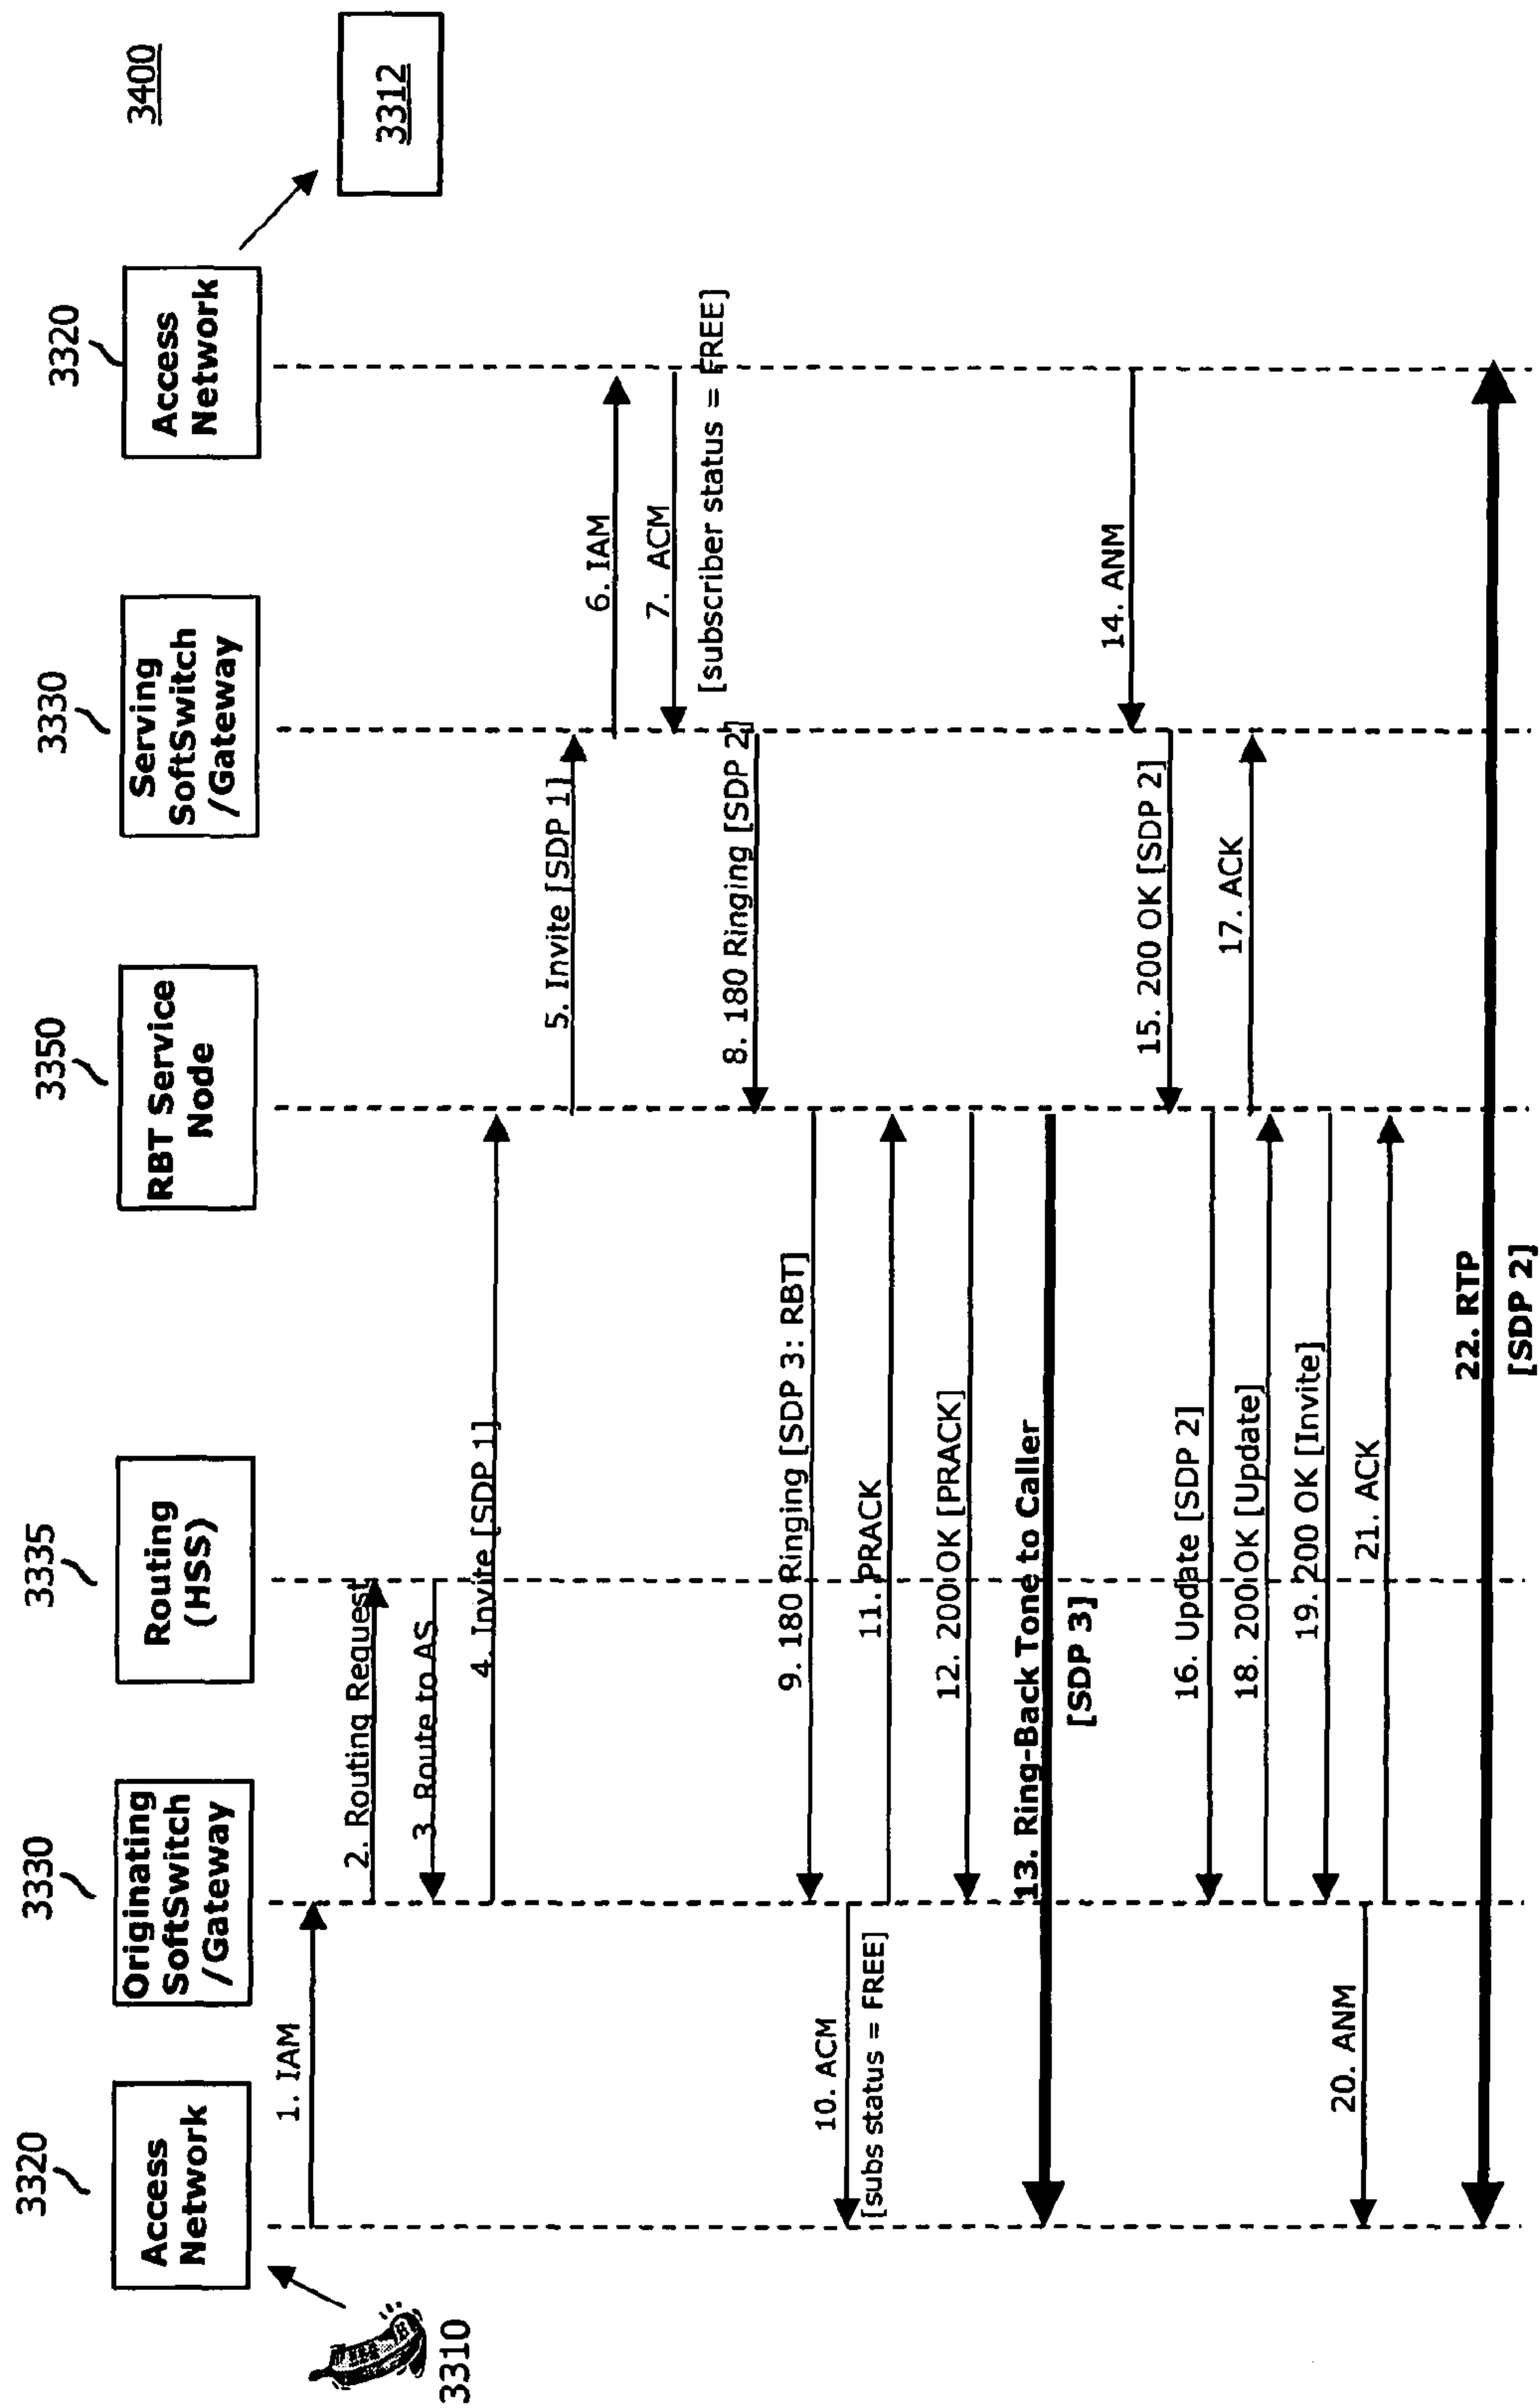 3400
3310
3320
Access
Network
3330
Originating
SoftSwitch
/Gateway
3335
Routing
(HSS)
3350
RBT Service
Node
3330
Serving
SoftSwitch
/Gateway
3320
Access
Network
3312
1. IAM
2. Routing Request
3. Route to AS
4. Invite [SDP 1]
5. Invite [SDP 1]
6. IAM
7. ACM
[subscriber status = FREE]
8. 180 Ringing [SDP 2]
9. 180 Ringing [SDP 3: RBT]
10. ACM
[subs status = FREE]
11. PRACK
12. 200 OK [PRACK]
13. Ring-Back Tone to Caller
[SDP 3]
14. ANM
15. 200 OK [SDP 2]
16. Update [SDP 2]
17. ACK
18. 200 OK [Update]
19. 200 OK [Invite]
20. ANM
21. ACK
22. RTP
[SDP 2]